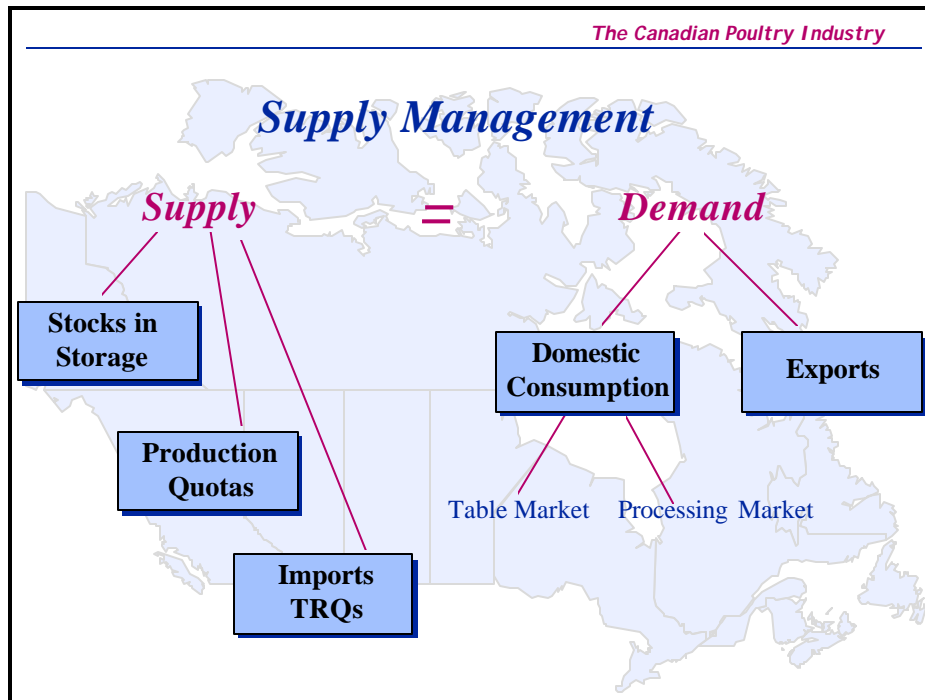 The Canadian Poultry Industry
Supply Management
Supply = Demand
Stocks in
Storage
Production
Quotas
Imports
TRQs
Domestic
Consumption
Exports
Table Market
Processing Market